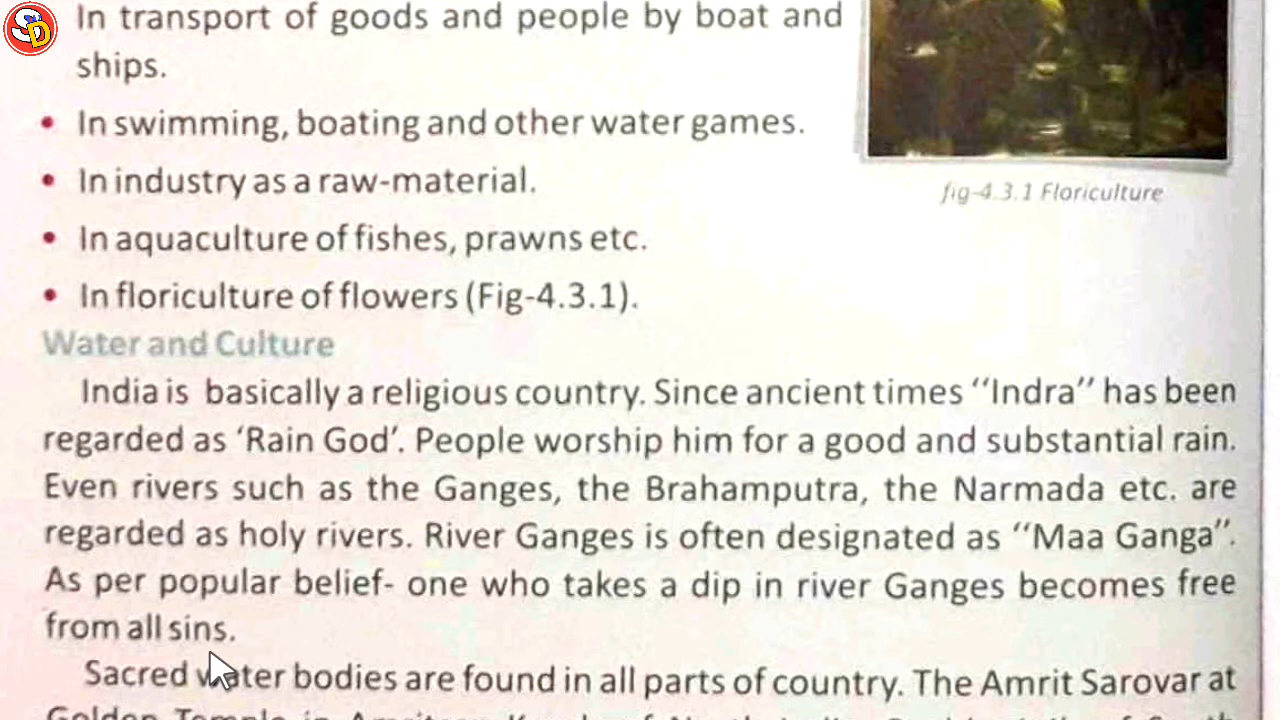 SD
In transport of goods and people by boat and
ships.
• In swimming, boating and other water games.
• In industry as a raw-material.
• In aquaculture of fishes, prawns etc.
• In floriculture of flowers (Fig-4.3.1).
fig-4.3.1 Floriculture
Water and Culture
India is basically a religious country. Since ancient times ‘‘Indra’’ has been
regarded as ‘Rain God’. People worship him for a good and substantial rain.
Even rivers such as the Ganges, the Brahamputra, the Narmada etc. are
regarded as holy rivers. River Ganges is often designated as ‘‘Maa Ganga’’.
As per popular belief- one who takes a dip in river Ganges becomes free
from all sins.
Sacred water bodies are found in all parts of country. The Amrit Sarovar at
Golden Temple in